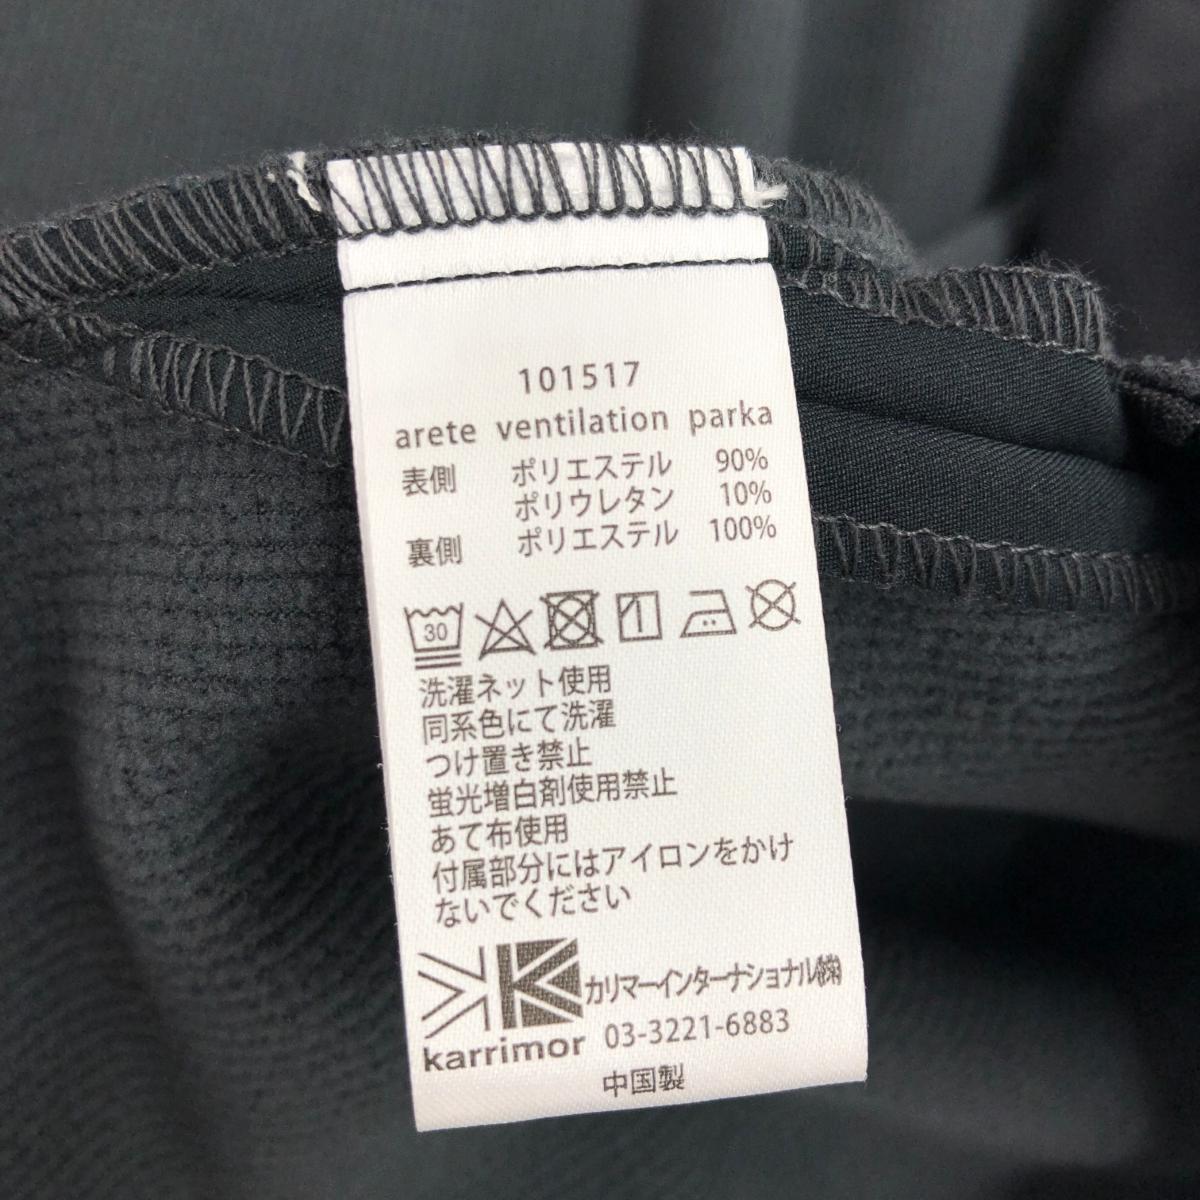 101517
arete ventilation parka
表側 ポリエステル 90%
ポリウレタン 10%
裏側 ポリエステル 100%
30
洗濯ネット使用
同系色にて洗濯
つけ置き禁止
蛍光増白剤使用禁止
あて布使用
付属部分にはアイロンをかけ
ないでください
カリマーインターナショナル㈱
karrimor 03-3221-6883
中国製